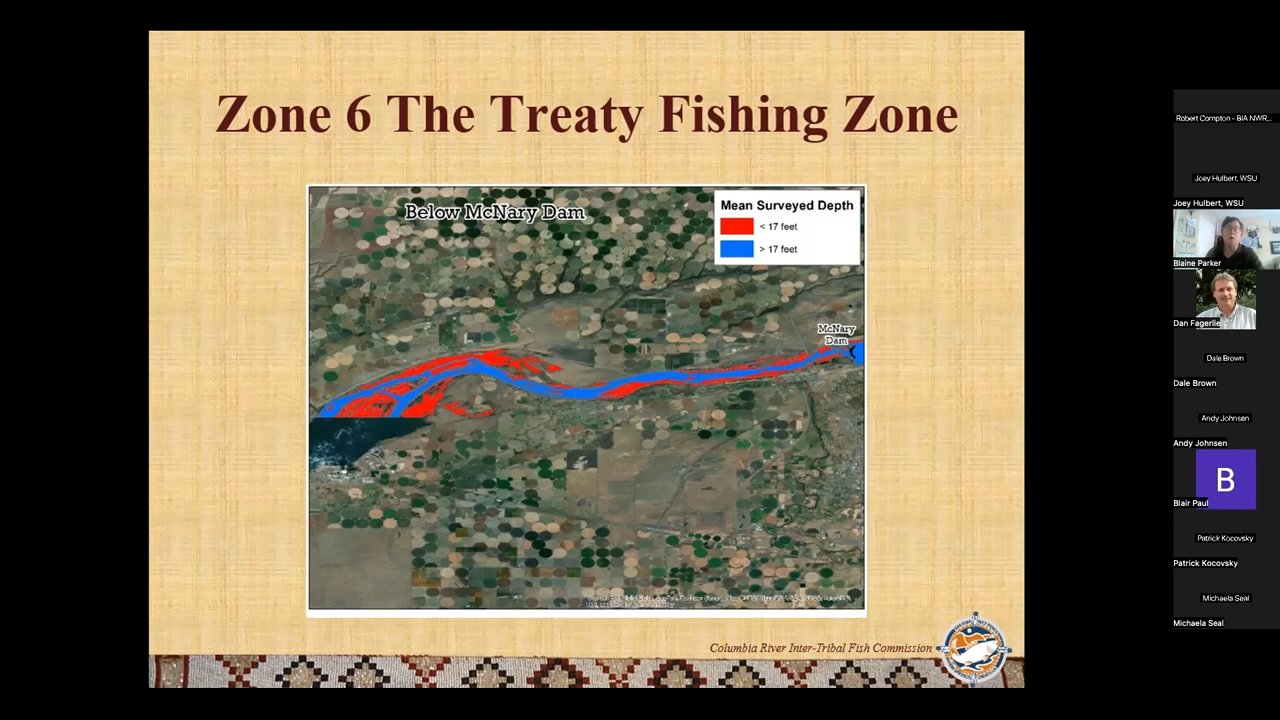 Zone 6 The Treaty Fishing Zone
Below McNary Dam
Mean Surveyed Depth
< 17 feet
> 17 feet
McNary
Dam
Columbia River Inter-Tribal Fish Commission
Robert Compton - BIA NWR...
Joey Hulbert, WSU
Joey Hulbert, WSU
Blaine Parker
Dan Fagerlie
Dale Brown
Dale Brown
Andy Johnsen
Andy Johnsen
B
Blair Paul
Patrick Kocovsky
Patrick Kocovsky
Michaela Seal
Michaela Seal